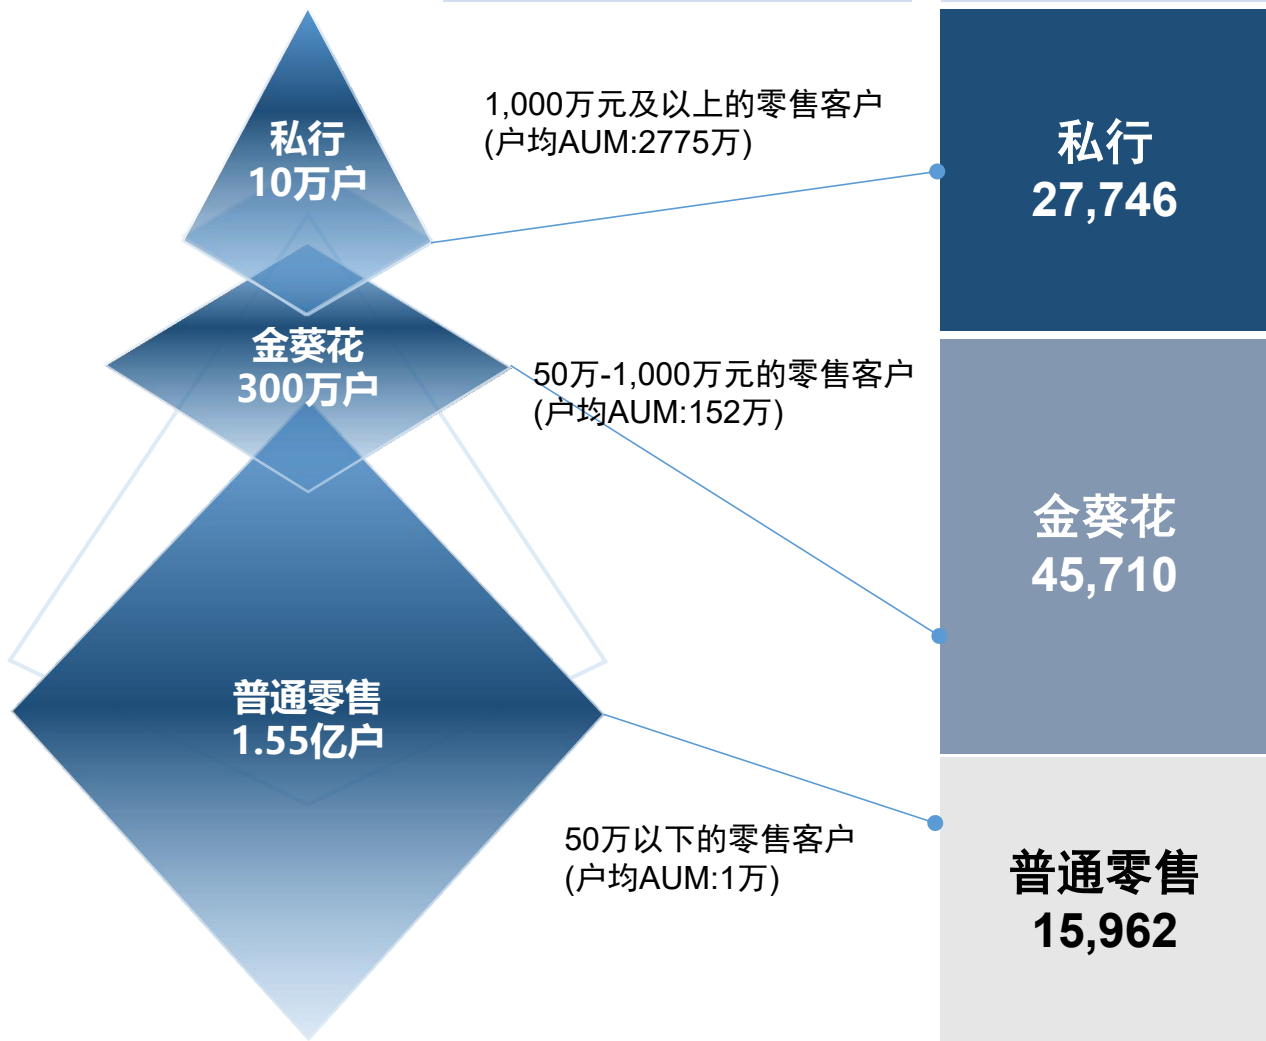 私行
10万户
1,000万元及以上的零售客户
(户均AUM:2775万)
私行
27,746
金葵花
300万户
50万-1,000万元的零售客户
(户均AUM:152万)
金葵花
45,710
普通零售
1.55亿户
50万以下的零售客户
(户均AUM:1万)
普通零售
15,962